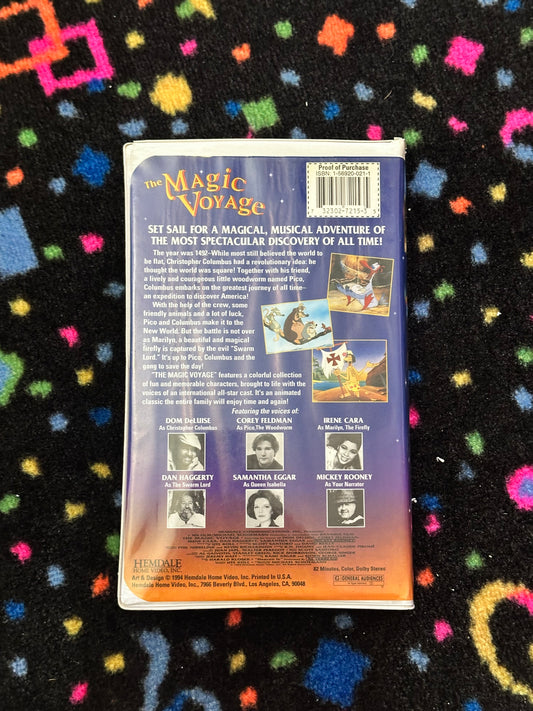 The Magic Voyage
Proof of Purchase
ISBN: 1-56920-021-1
SET SAIL FOR A MAGICAL, MUSICAL ADVENTURE OF
THE MOST SPECTACULAR DISCOVERY OF ALL TIME!
The year was 1492-While most still believed the world to
be flat, Christopher Columbus had a revolutionary idea: he
thought the world was square! Together with his friend,
a lively and courageous little woodworm named Pico,
Columbus embarks on the greatest journey of all time-
an expedition to discover America!
With the help of the crew, some
friendly animals and a lot of luck,
Pico and Columbus make it to the
New World. But the battle is not over
as Marilyn, a beautiful and magical
firefly is captured by the evil "Swarm
Lord." It's up to Pico, Columbus and the
gang to save the day!
"THE MAGIC VOYAGE" features a colorful collection
of fun and memorable characters, brought to life with the
voices of an international all-star cast. It's an animated
classic the entire family will enjoy time and again!
Featuring the voices of:
DOM DeLUISE
As Christopher Columbus
COREY FELDMAN
As Pico, The Woodworm
IRENE CARA
As Marilyn, The Firefly
DAN HAGGERTY
As The Swarm Lord
SAMANTHA EGGAR
As Queen Isabella
MICKEY ROONEY
As Your Narrator
HEMDALE
HOME VIDEO, INC.
Art & Design © 1994 Hemdale Home Video, Inc. Printed in U.S.A.
Hemdale Home Video, Inc., 7966 Beverly Blvd., Los Angeles, CA, 90048
82 Minutes, Color, Dolby Stereo
G GENERAL AUDIENCES